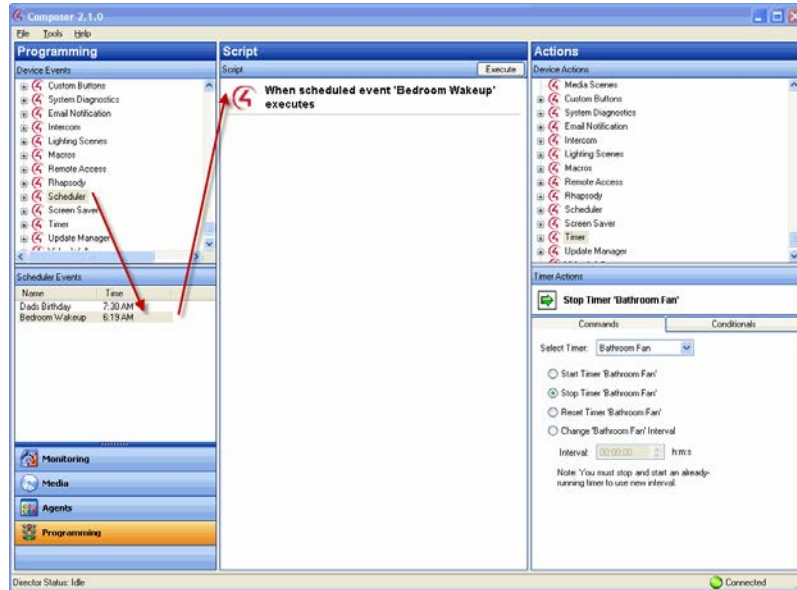 Composer 2.1.0
File Tools Help
Programming
Device Events
Custom Buttons
System Diagnostics
Email Notification
Intercom
Lighting Scenes
Macros
Remote Access
Rhapsody
Scheduler
Screen Saver
Timer
Update Manager
Scheduler Events
Name Time
Dads Birthday 7:30 AM
Bedroom Wakeup 6:19 AM
Monitoring
Media
Agents
Programming
Script
Script Execute
When scheduled event 'Bedroom Wakeup'
executes
Actions
Device Actions
Media Scenes
Custom Buttons
System Diagnostics
Email Notification
Intercom
Lighting Scenes
Macros
Remote Access
Rhapsody
Scheduler
Screen Saver
Timer
Update Manager
Timer Actions
Stop Timer 'Bathroom Fan'
Commands Conditionals
Select Timer: Bathroom Fan
Start Timer 'Bathroom Fan'
Stop Timer 'Bathroom Fan'
Reset Timer 'Bathroom Fan'
Change 'Bathroom Fan' Interval
Interval: 00:00:00 h:m:s
Note: You must stop and start an already-
running timer to use new interval.
Director Status: Idle
Connected